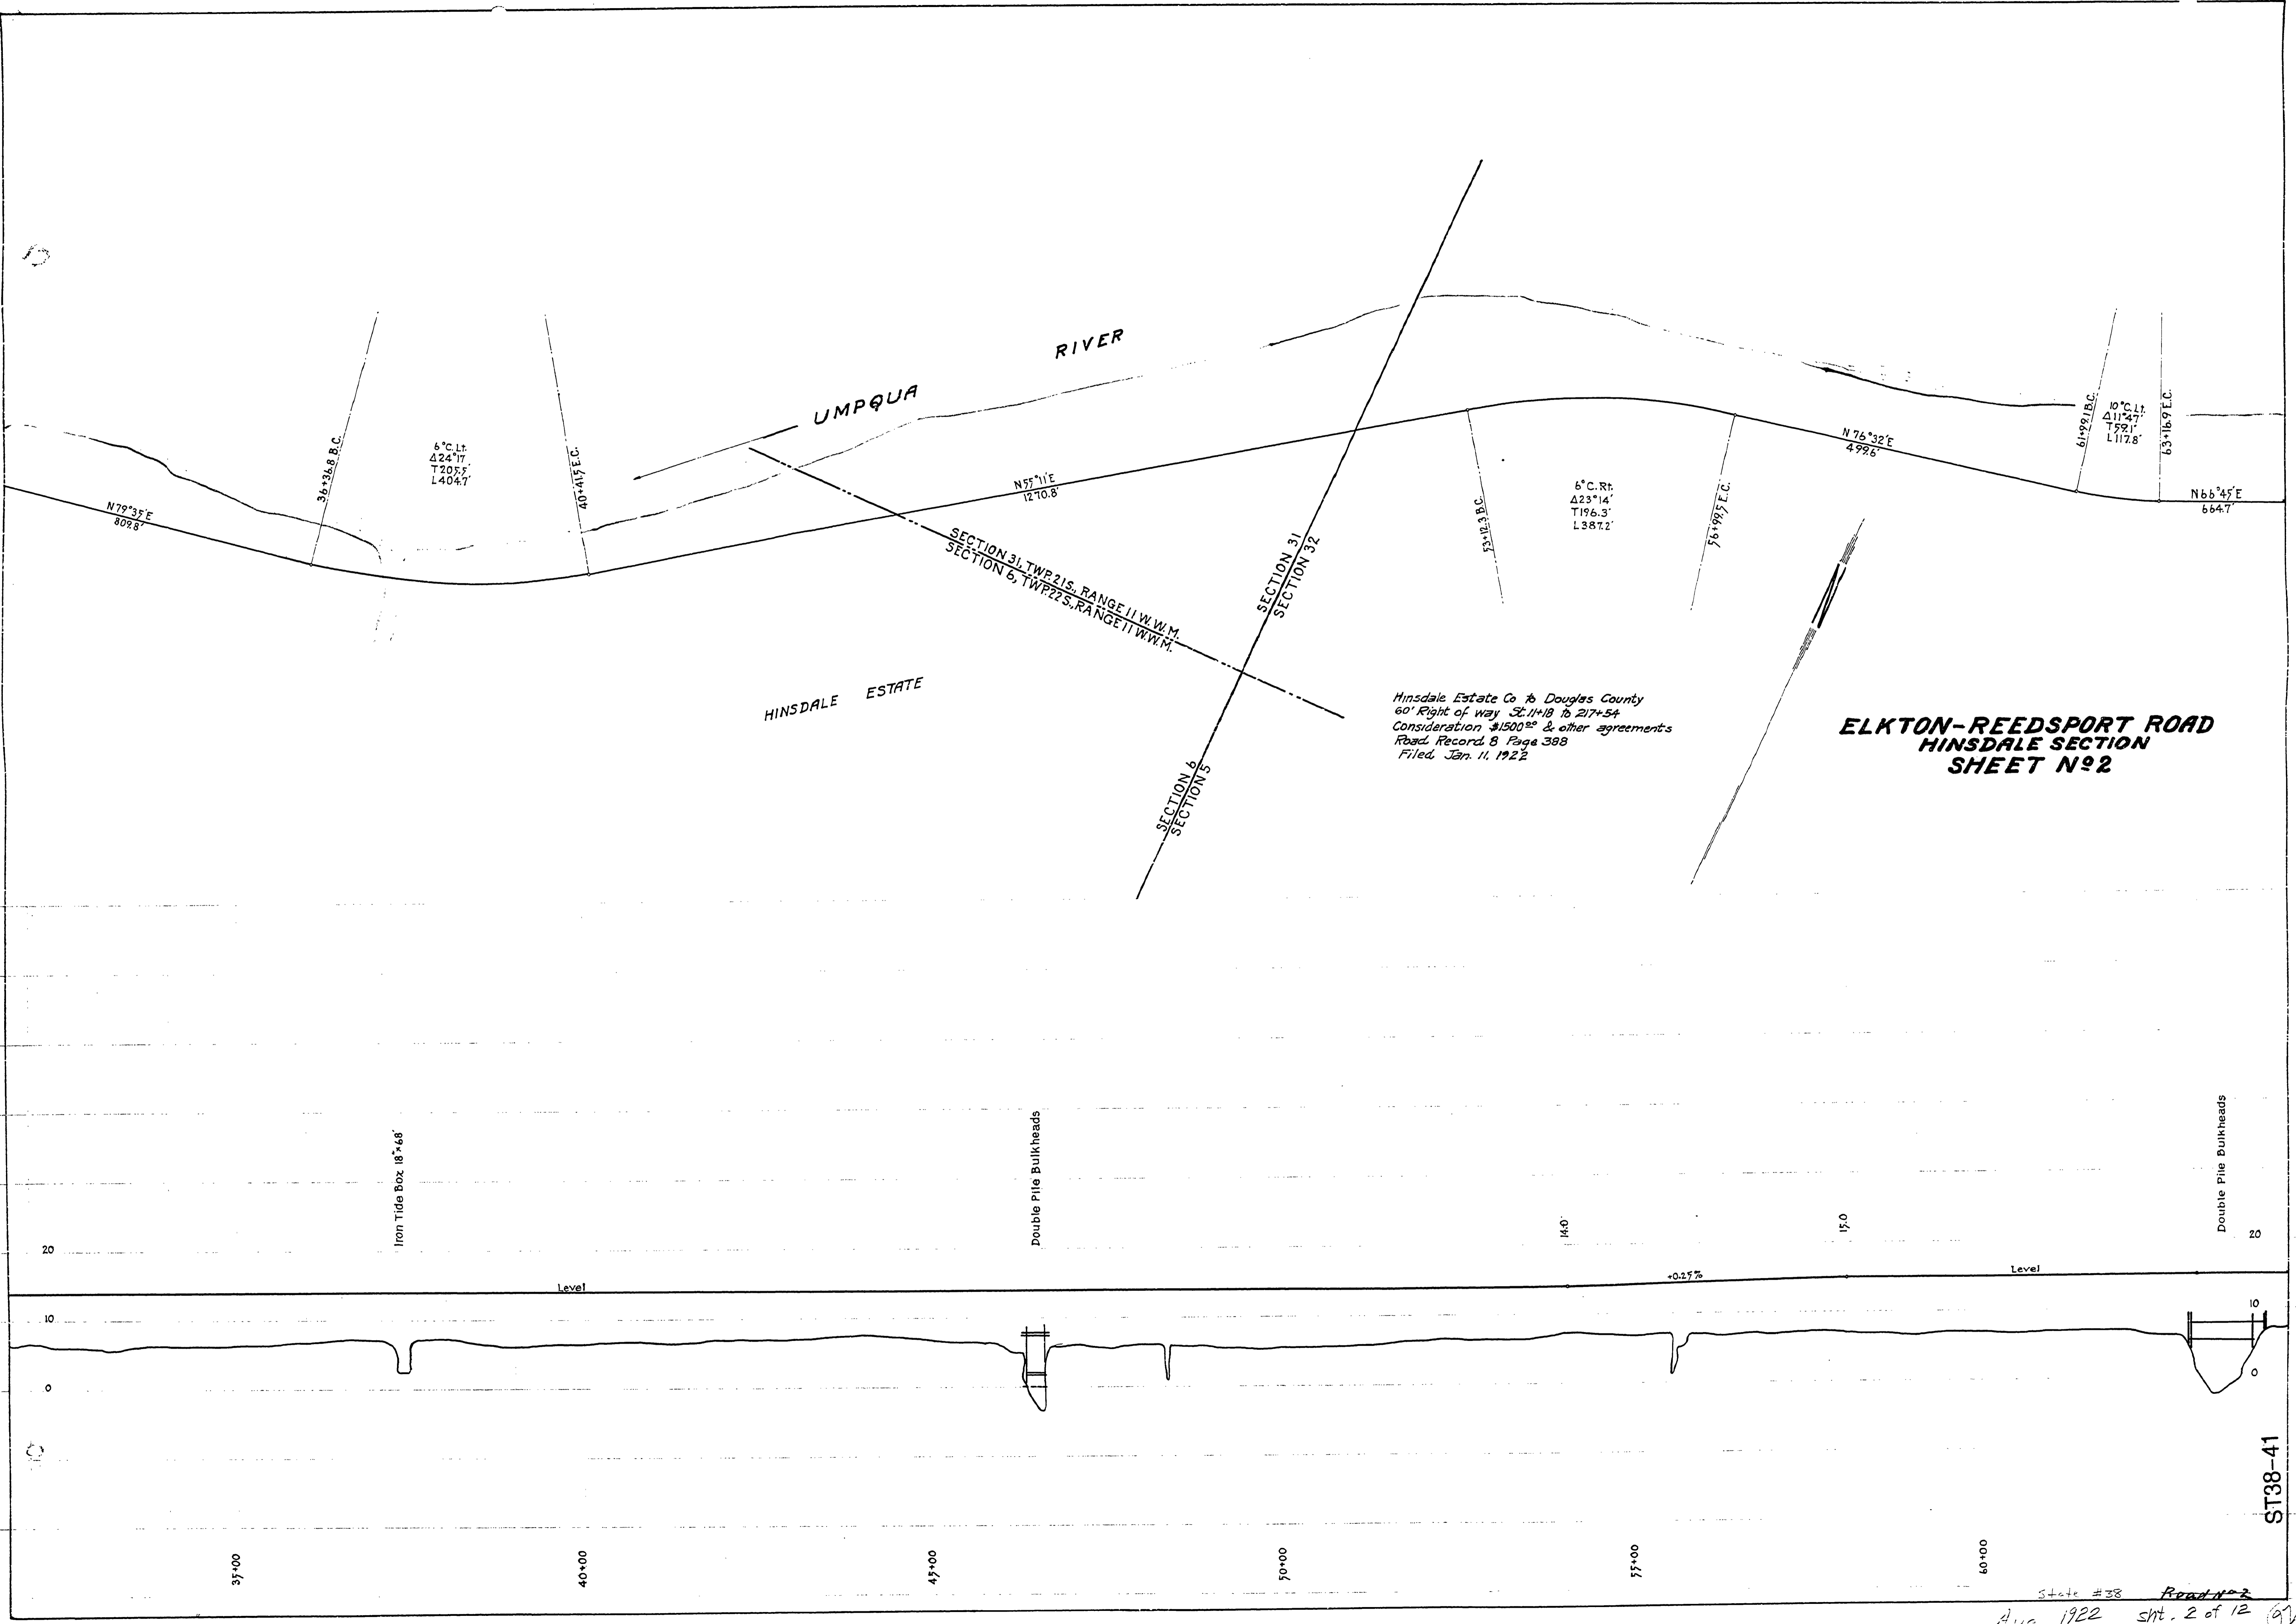 RIVER
UMPQUA
36+36.8 B.C.
6°C.Lt.
Δ24°17'
T205.5'
L404.7'
40+41.5 E.C.
N79°35'E
809.8'
N55°11'E
1270.8'
53+12.3 B.C.
6°C.Rt.
Δ23°14'
T196.3'
L387.2'
56+99.5 E.C.
N76°32'E
499.6'
61+99.1 B.C.
10°C.Lt.
Δ11°47'
T59.1'
L117.8'
63+16.9 E.C.
N66°45'E
664.7'
SECTION 31, TWP.21S., RANGE 11 W.W.M.
SECTION 6, TWP.22S., RANGE 11 W.W.M.
SECTION 31
SECTION 32
SECTION 6
SECTION 5
HINSDALE ESTATE
Hinsdale Estate Co to Douglas County
60' Right of way St. 11+18 to 217+54
Consideration $1500.00 & other agreements
Road Record 8 Page 388
Filed Jan. 11, 1922
ELKTON-REEDSPORT ROAD
HINSDALE SECTION
SHEET Nº2
Iron Tide Box 18"x68'
Double Pile Bulkheads
14.0
15.0
Double Pile Bulkheads
20
20
Level
+0.25%
Level
10
10
0
0
35+00
40+00
45+00
50+00
55+00
60+00
ST38-41
State #38 Road Nº2
Aug 1922 sht. 2 of 12